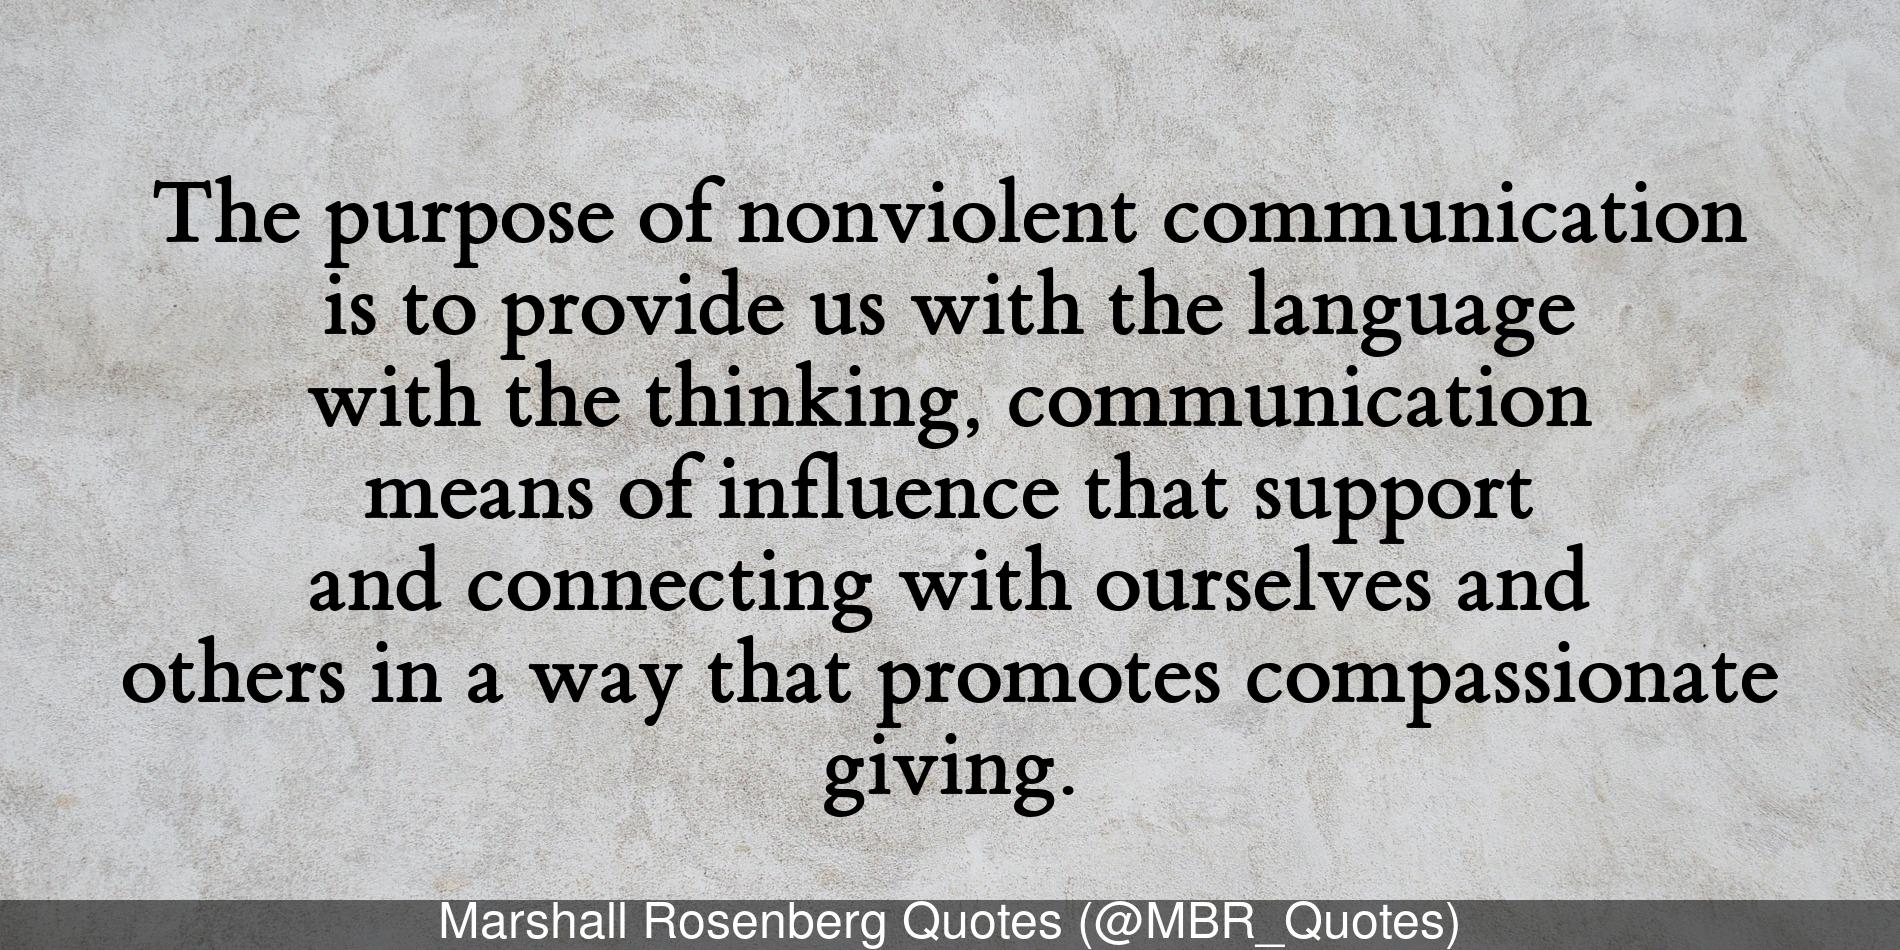 The purpose of nonviolent communication
is to provide us with the language
with the thinking, communication
means of influence that support
and connecting with ourselves and
others in a way that promotes compassionate
giving.
Marshall Rosenberg Quotes (@MBR_Quotes)